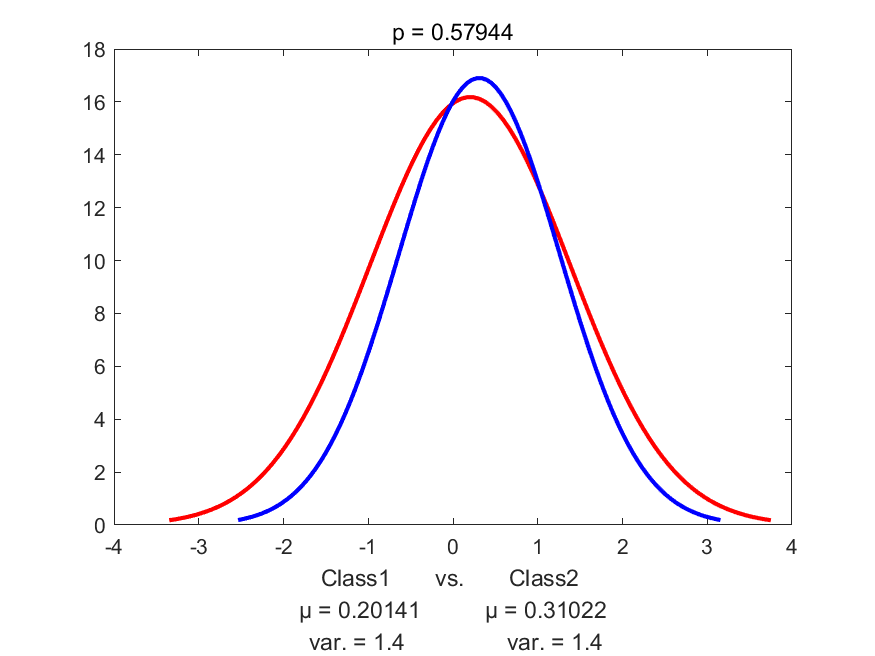 p = 0.57944
18
16
14
12
10
8
6
4
2
0
-4 -3 -2 -1 0 1 2 3 4
Class1 vs. Class2
μ = 0.20141 μ = 0.31022
var. = 1.4 var. = 1.4